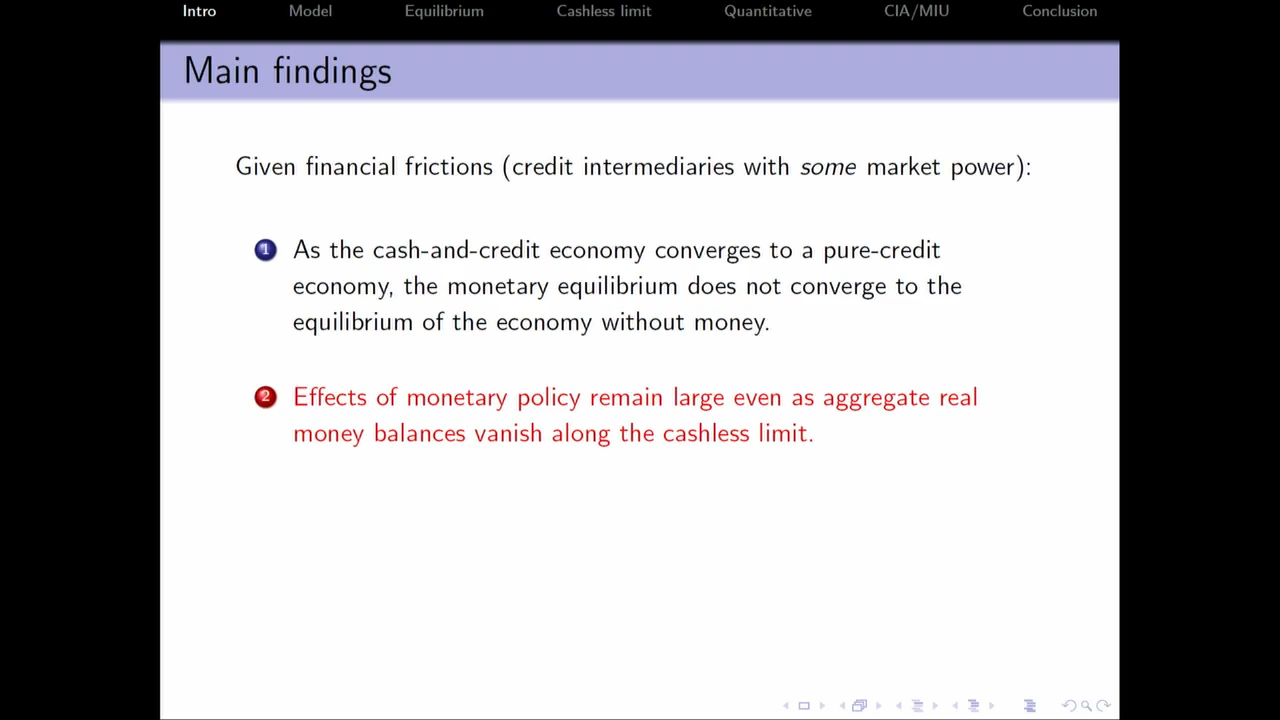 Intro Model Equilibrium Cashless limit Quantitative CIA/MIU Conclusion
Main findings
Given financial frictions (credit intermediaries with some market power):
1 As the cash-and-credit economy converges to a pure-credit
economy, the monetary equilibrium does not converge to the
equilibrium of the economy without money.
2 Effects of monetary policy remain large even as aggregate real
money balances vanish along the cashless limit.